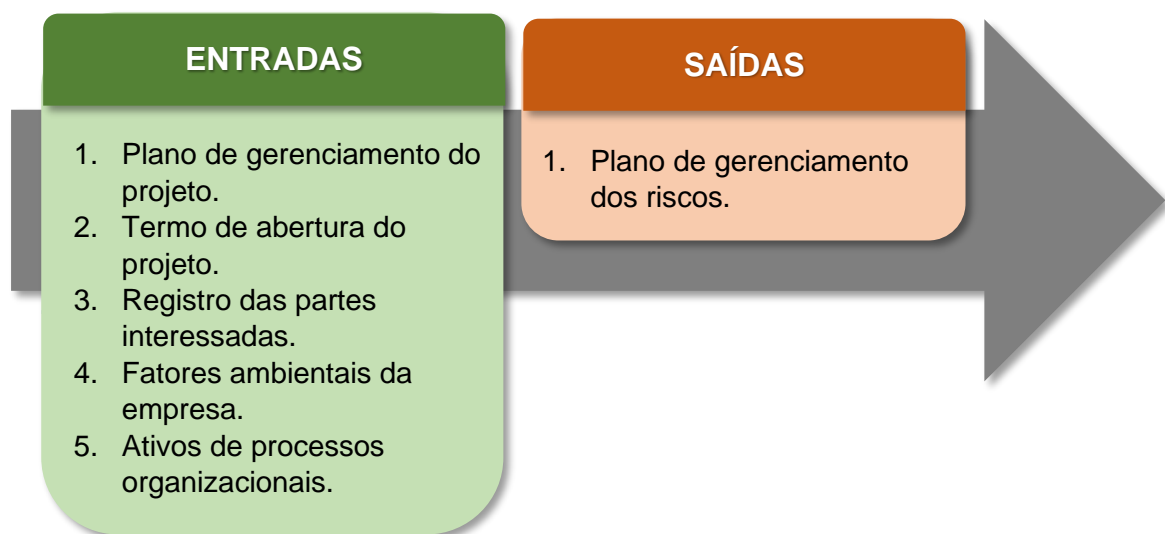 ENTRADAS
1. Plano de gerenciamento do
projeto.
2. Termo de abertura do
projeto.
3. Registro das partes
interessadas.
4. Fatores ambientais da
empresa.
5. Ativos de processos
organizacionais.
SAÍDAS
1. Plano de gerenciamento
dos riscos.